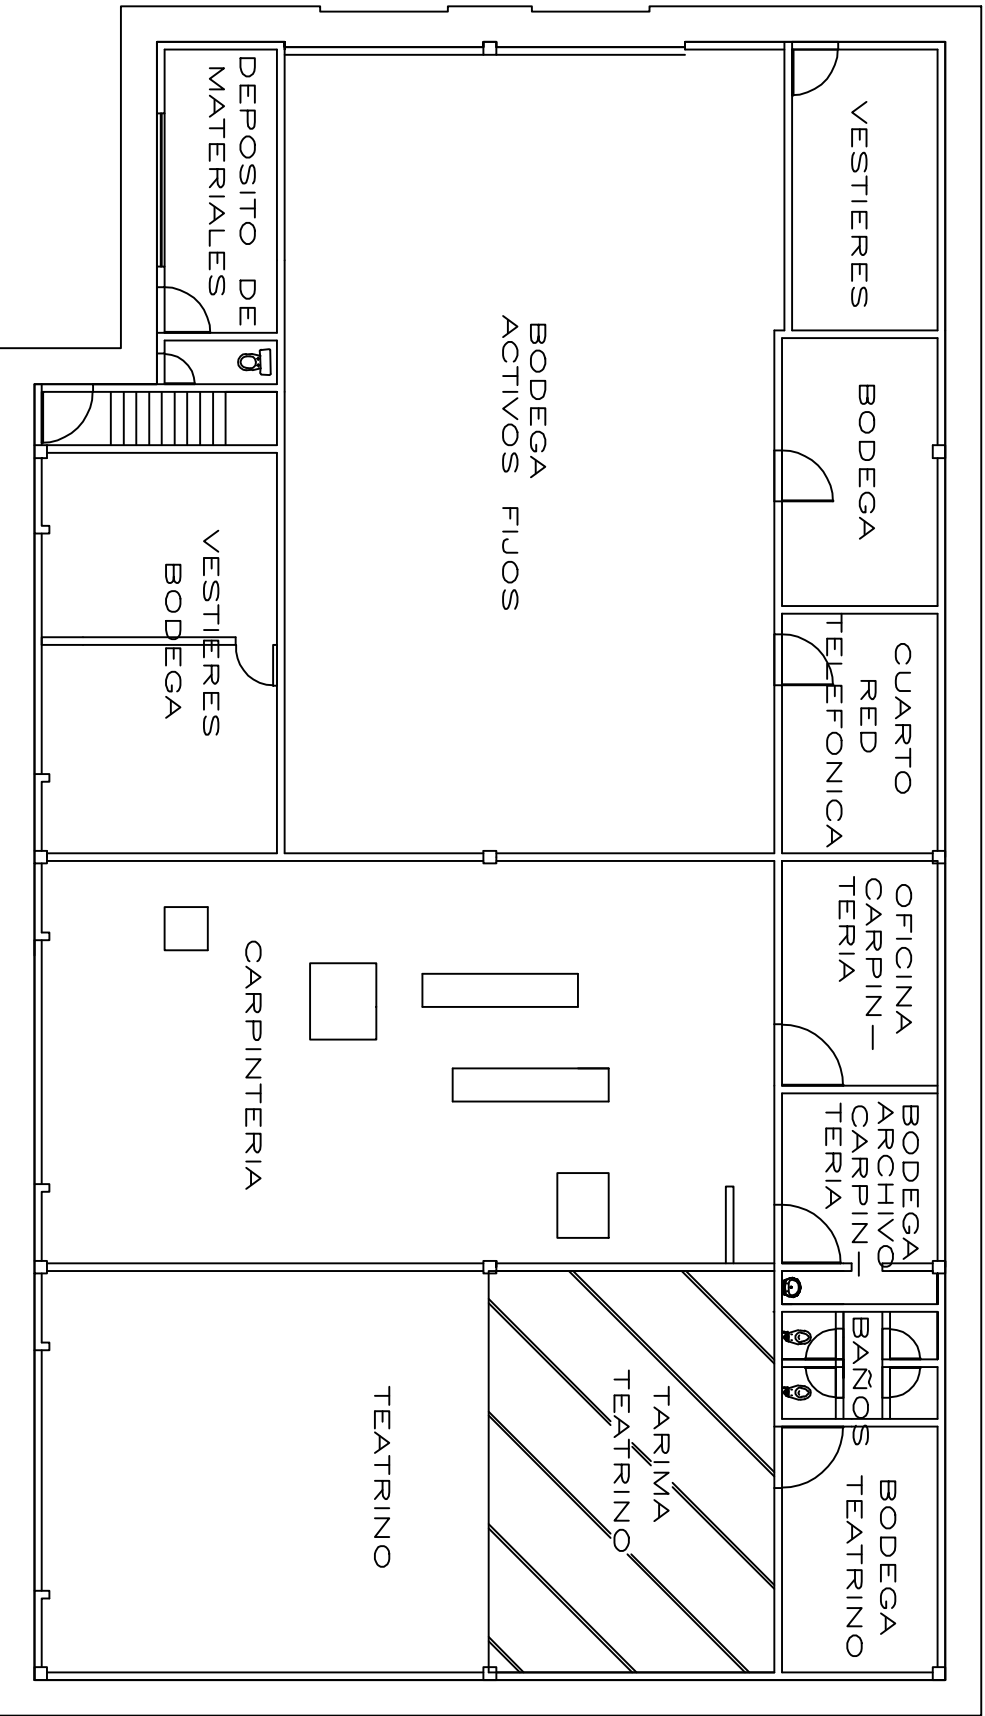 VESTIERES
BODEGA
CUARTO
RED
TELEFONICA
OFICINA
CARPIN—
TERIA
BODEGA
ARCHIVO
CARPIN—
TERIA
BAÑOS
BODEGA
TEATRINO
BODEGA
ACTIVOS FIJOS
TARIMA
TEATRINO
DEPOSITO DE
MATERIALES
VESTIERES
BODEGA
CARPINTERIA
TEATRINO